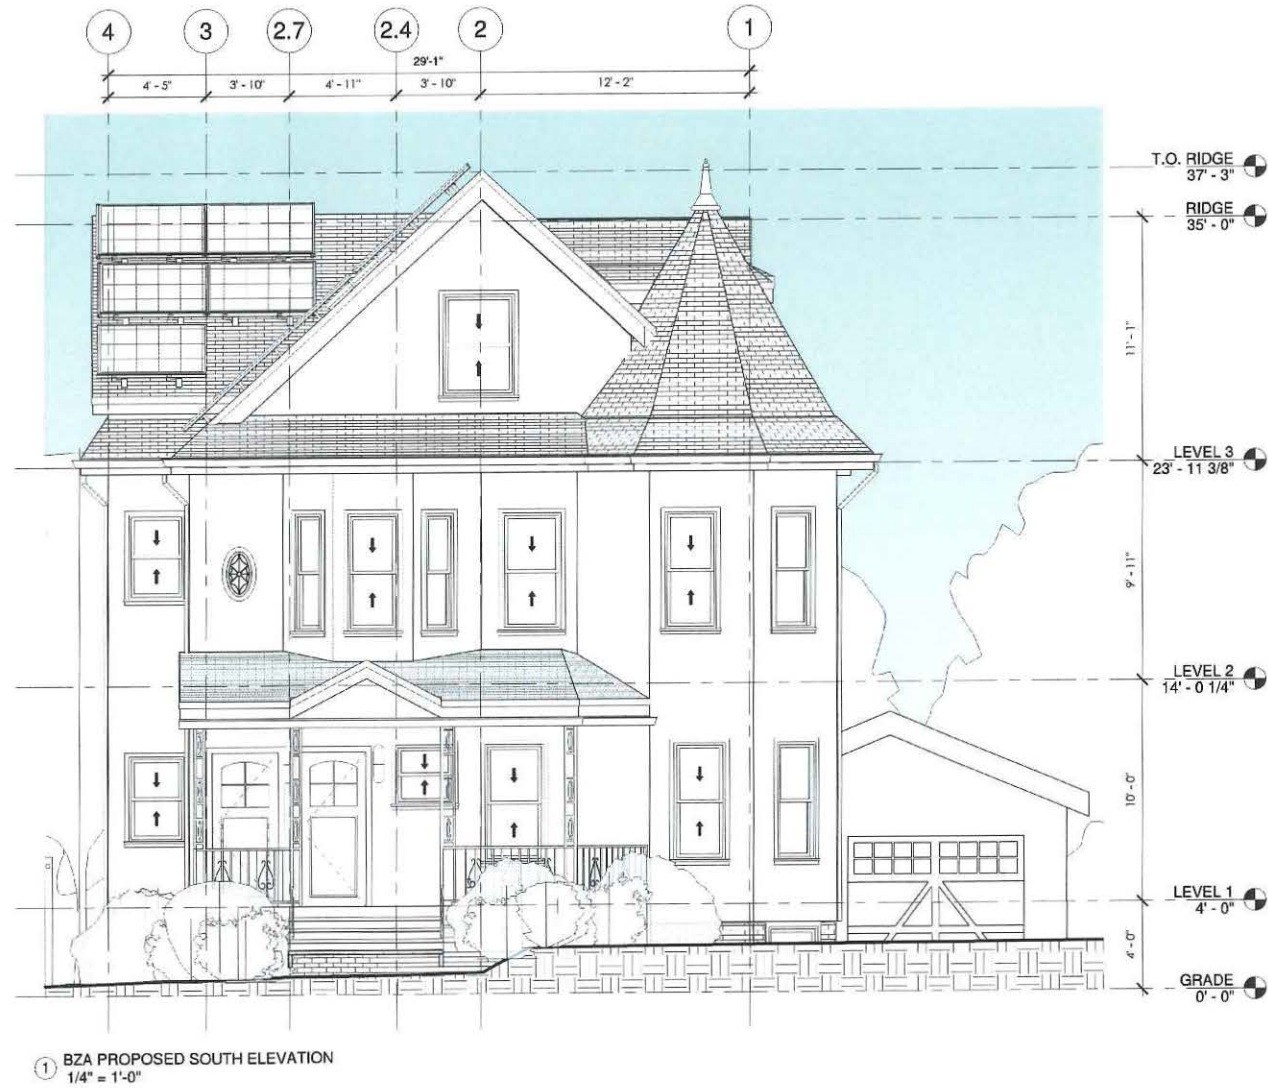 4 3 2.7 2.4 2 1
29'-1"
4' - 5" 3' - 10" 4' - 11" 3' - 10" 12' - 2"
T.O. RIDGE
37' - 3"
RIDGE
35' - 0"
11' - 1"
LEVEL 3
23' - 11 3/8"
9' - 11"
LEVEL 2
14' - 0 1/4"
10' - 0"
LEVEL 1
4' - 0"
4' - 0"
GRADE
0' - 0"
1 BZA PROPOSED SOUTH ELEVATION
1/4" = 1'-0"